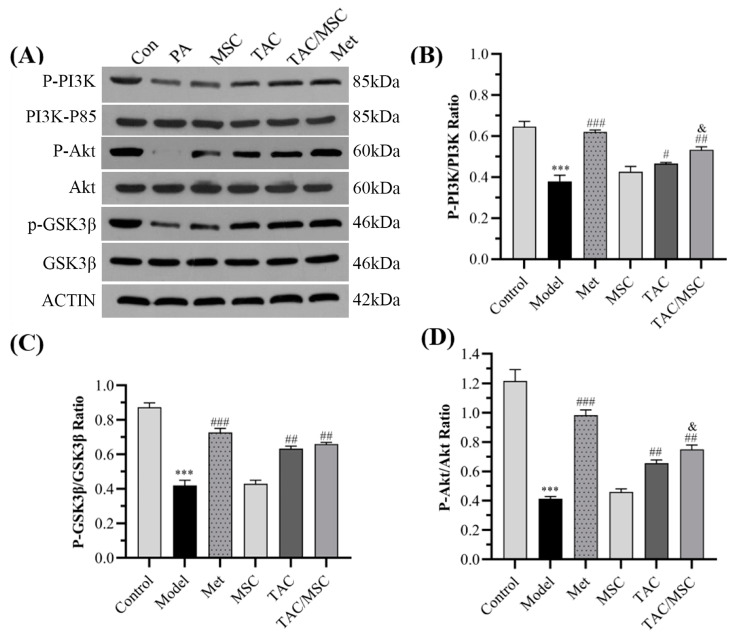 (A)
Con PA MSC TAC TAC/MSC Met
P-PI3K 85kDa
PI3K-P85 85kDa
P-Akt 60kDa
Akt 60kDa
p-GSK3β 46kDa
GSK3β 46kDa
ACTIN 42kDa
(B)
P-PI3K/PI3K Ratio
1.0
0.8
0.6
0.4
0.2
0.0
***
###
#
&
##
Control Model Met MSC TAC TAC/MSC
(C)
P-GSK3β/GSK3β Ratio
1.0
0.8
0.6
0.4
0.2
0.0
***
###
##
##
Control Model Met MSC TAC TAC/MSC
(D)
P-Akt/Akt Ratio
1.4
1.2
1.0
0.8
0.6
0.4
0.2
0.0
***
###
##
&
##
Control Model Met MSC TAC TAC/MSC